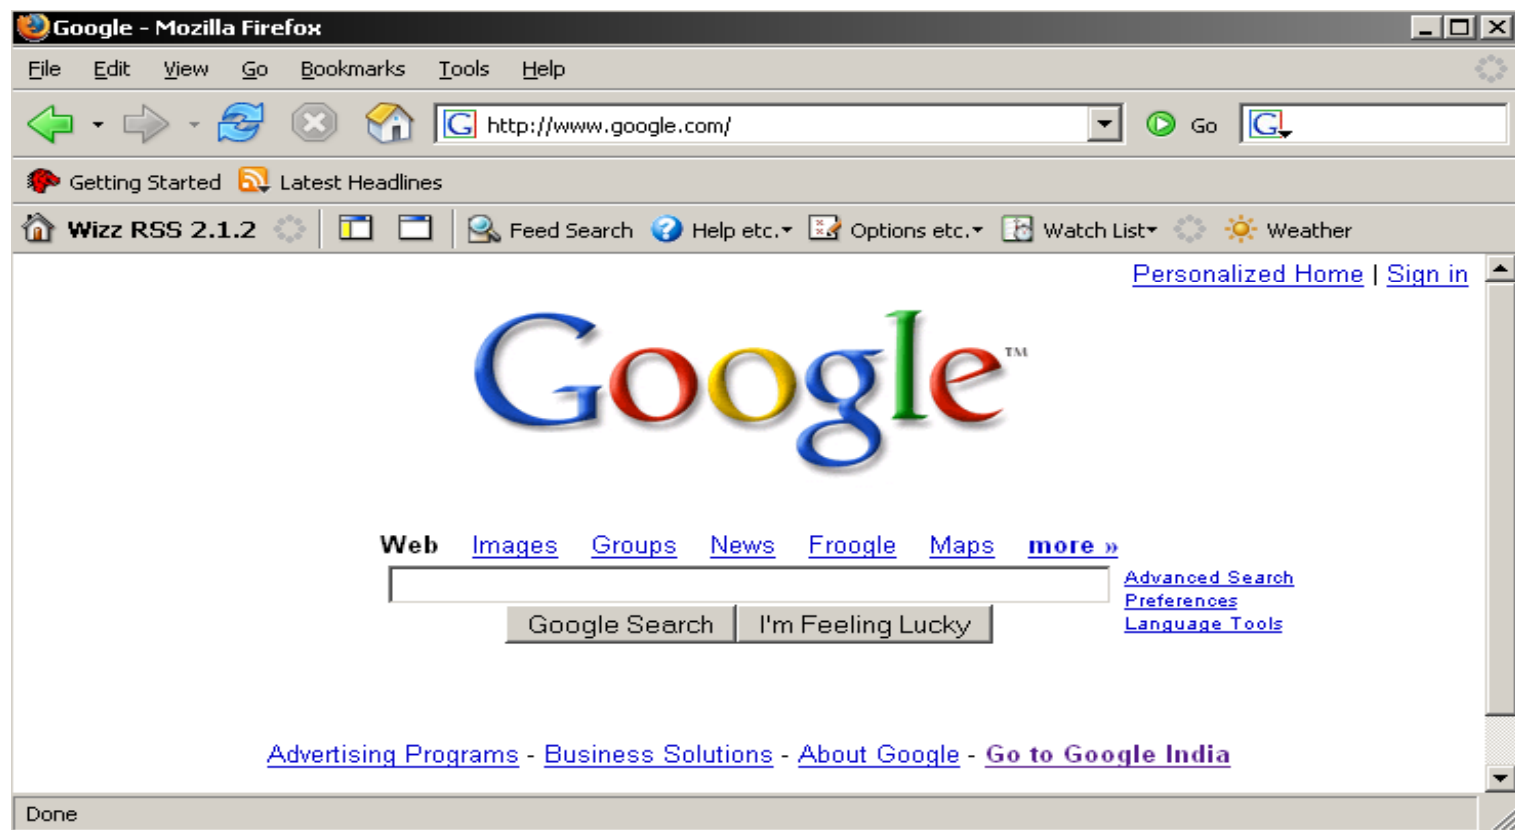 Google - Mozilla Firefox
File Edit View Go Bookmarks Tools Help
G http://www.google.com/ Go G
Getting Started Latest Headlines
Wizz RSS 2.1.2 Feed Search Help etc. Options etc. Watch List Weather
Personalized Home | Sign in
Google™
Web Images Groups News Froogle Maps more »
Advanced Search
Preferences
Google Search I'm Feeling Lucky Language Tools
Advertising Programs - Business Solutions - About Google - Go to Google India
Done